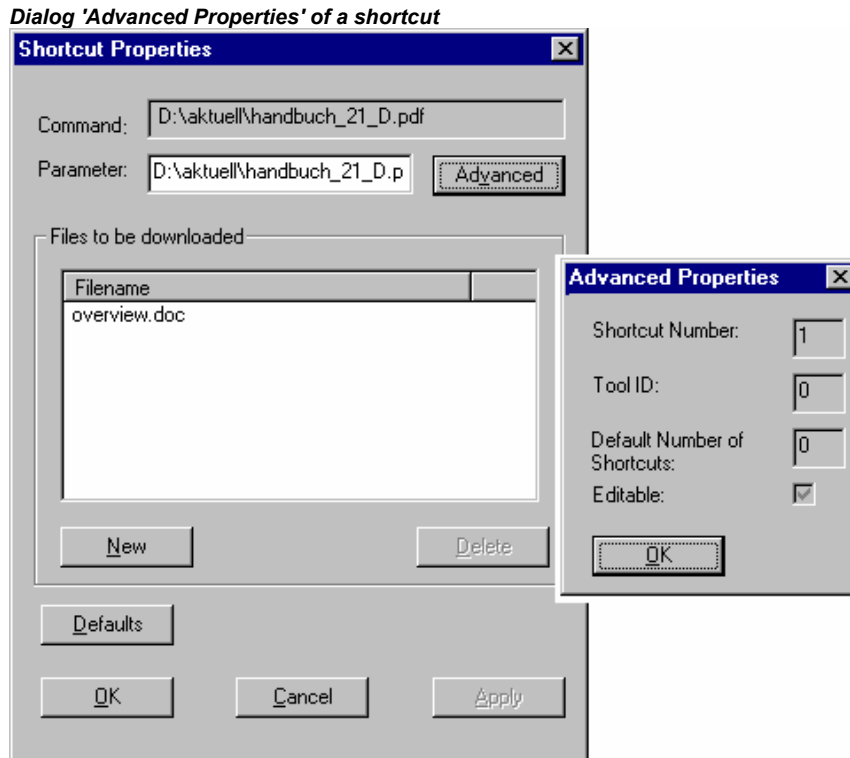 Dialog 'Advanced Properties' of a shortcut
Shortcut Properties
Command:
D:\aktuell\handbuch_21_D.pdf
Parameter:
D:\aktuell\handbuch_21_D.p
Advanced
Files to be downloaded
Filename
overview.doc
New
Delete
Defaults
OK
Cancel
Apply
Advanced Properties
Shortcut Number:
1
Tool ID:
0
Default Number of
Shortcuts:
0
Editable:
OK